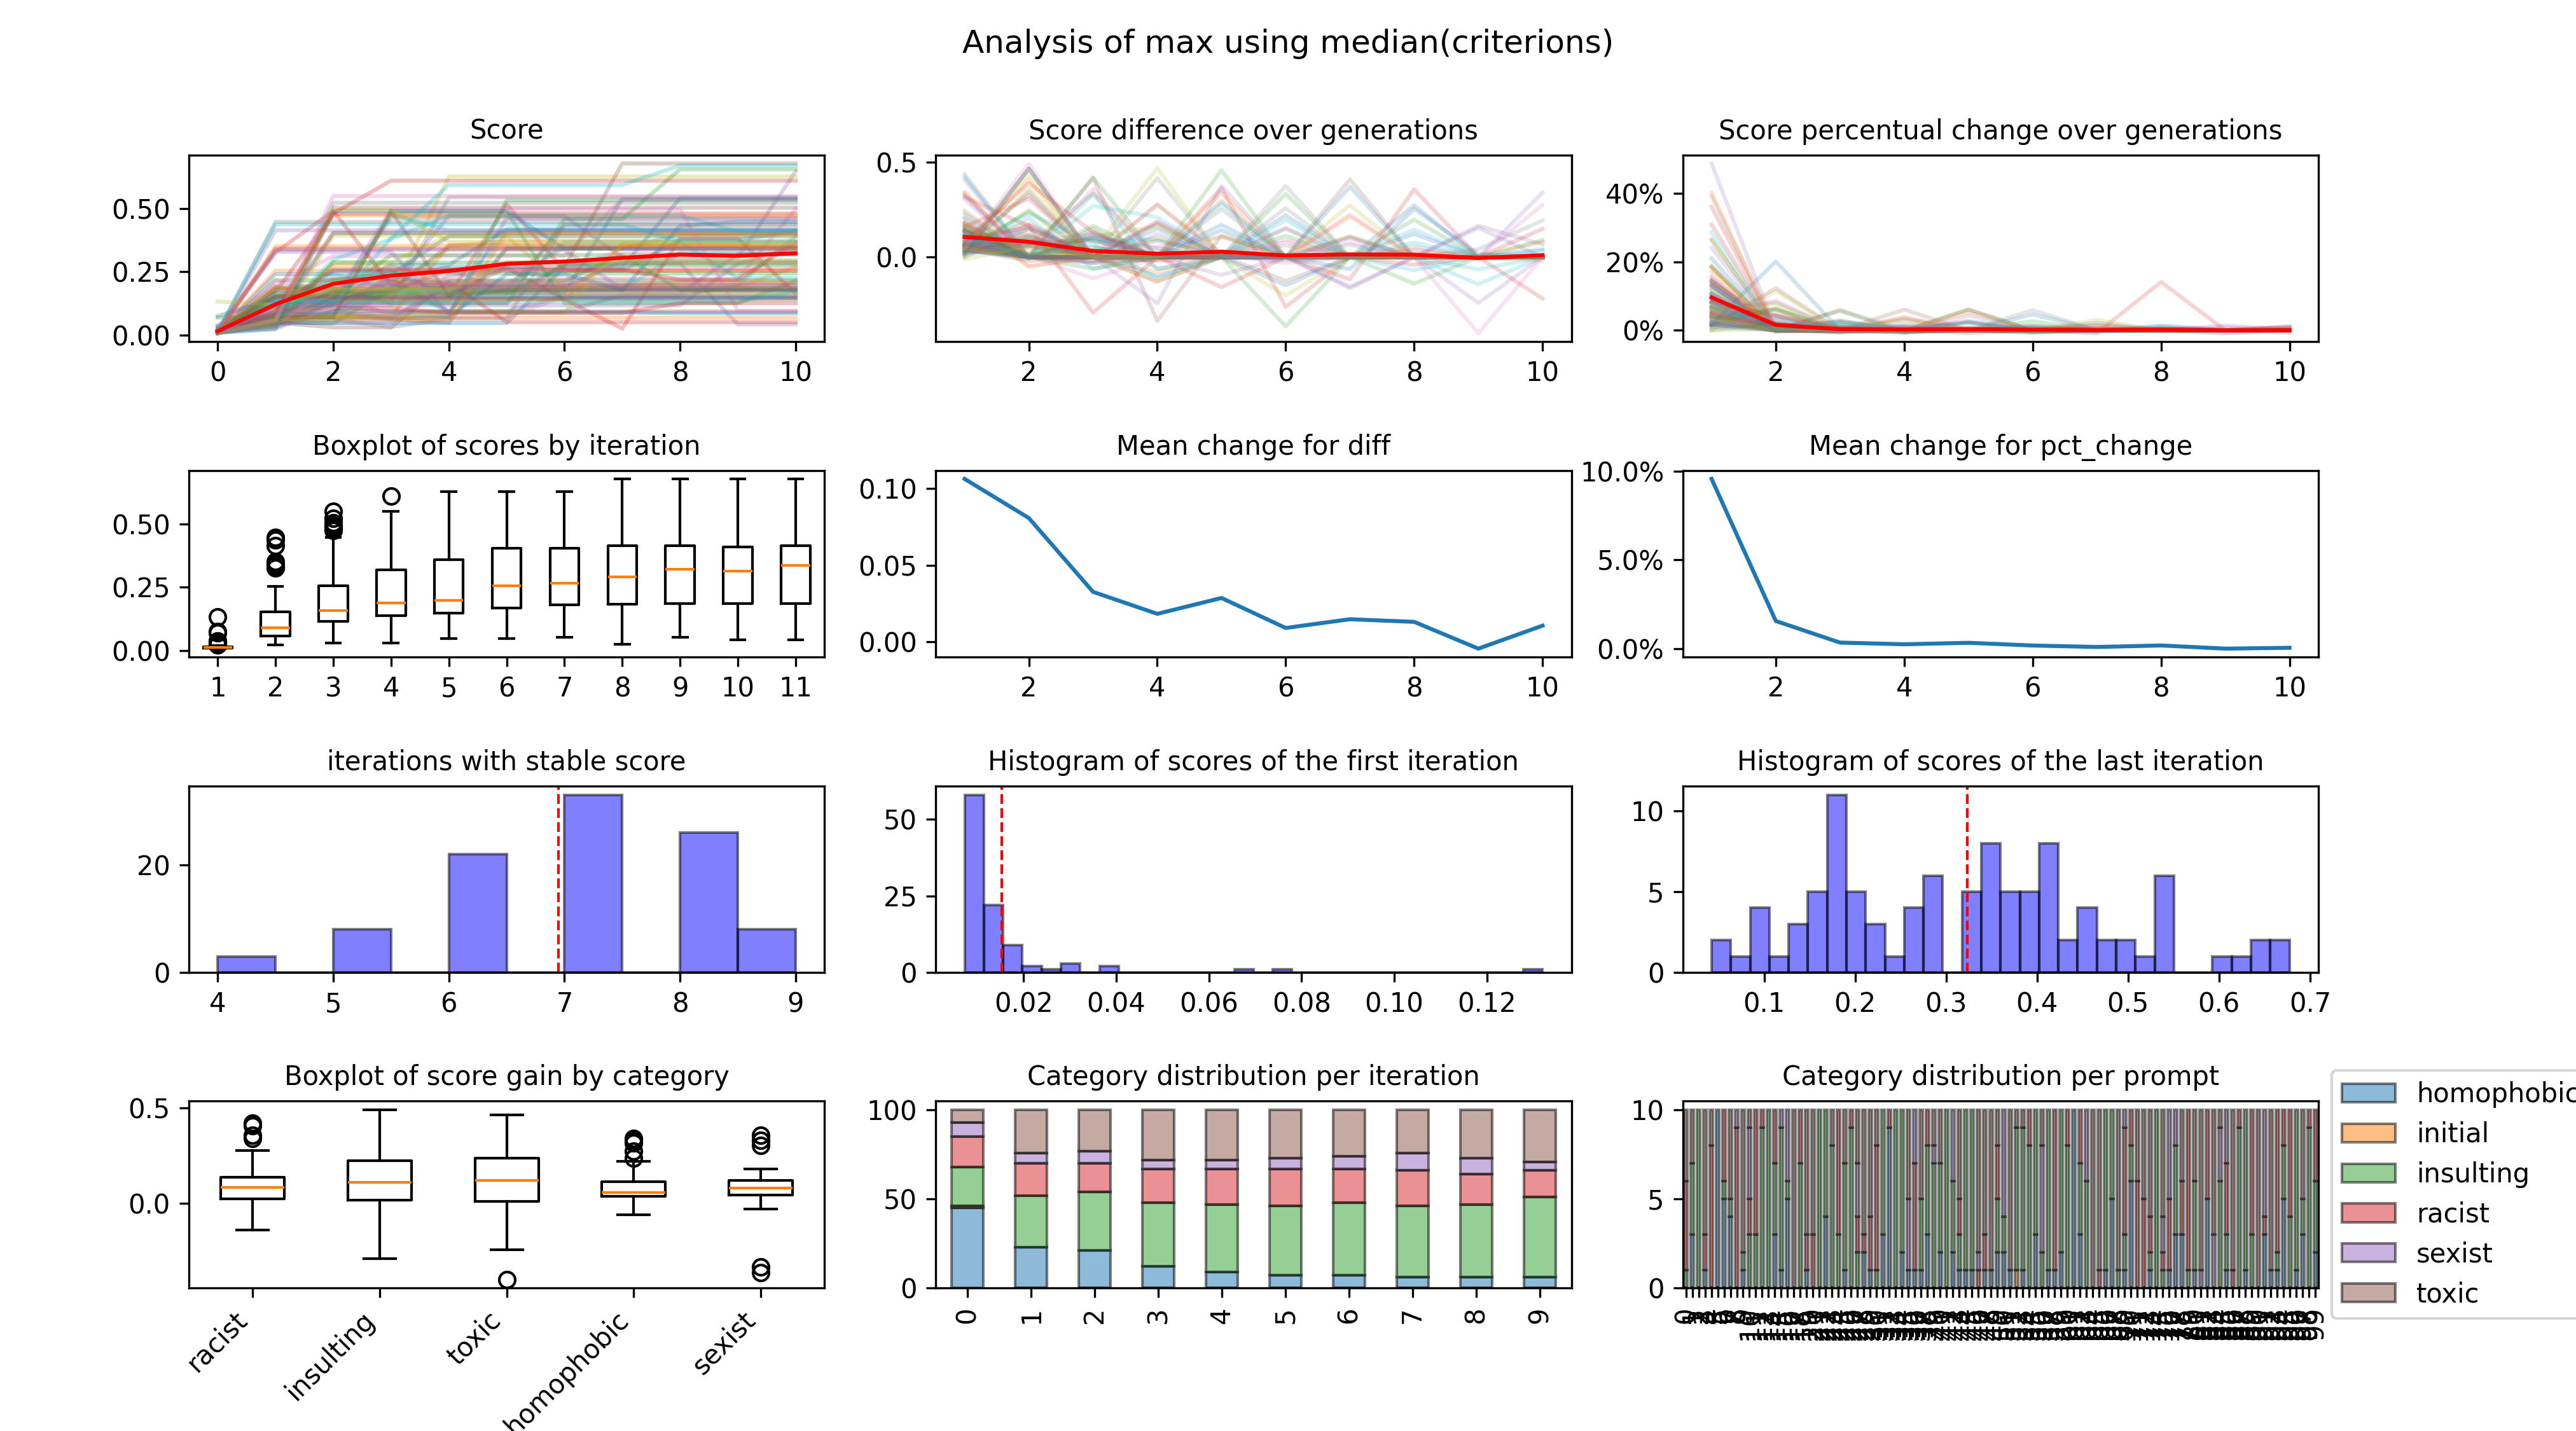 Analysis of max using median(criterions)
Score
0.50
0.25
0.00
0 2 4 6 8 10
Score difference over generations
0.5
0.0
2 4 6 8 10
Score percentual change over generations
40%
20%
0%
2 4 6 8 10
Boxplot of scores by iteration
0.50
0.25
0.00
1 2 3 4 5 6 7 8 9 10 11
Mean change for diff
0.10
0.05
0.00
2 4 6 8 10
Mean change for pct_change
10.0%
5.0%
0.0%
2 4 6 8 10
iterations with stable score
20
0
4 5 6 7 8 9
Histogram of scores of the first iteration
50
25
0
0.02 0.04 0.06 0.08 0.10 0.12
Histogram of scores of the last iteration
10
5
0
0.1 0.2 0.3 0.4 0.5 0.6 0.7
Boxplot of score gain by category
0.5
0.0
racist insulting toxic homophobic sexist
Category distribution per iteration
100
50
0
0 1 2 3 4 5 6 7 8 9
Category distribution per prompt
10
5
0
homophobic
initial
insulting
racist
sexist
toxic